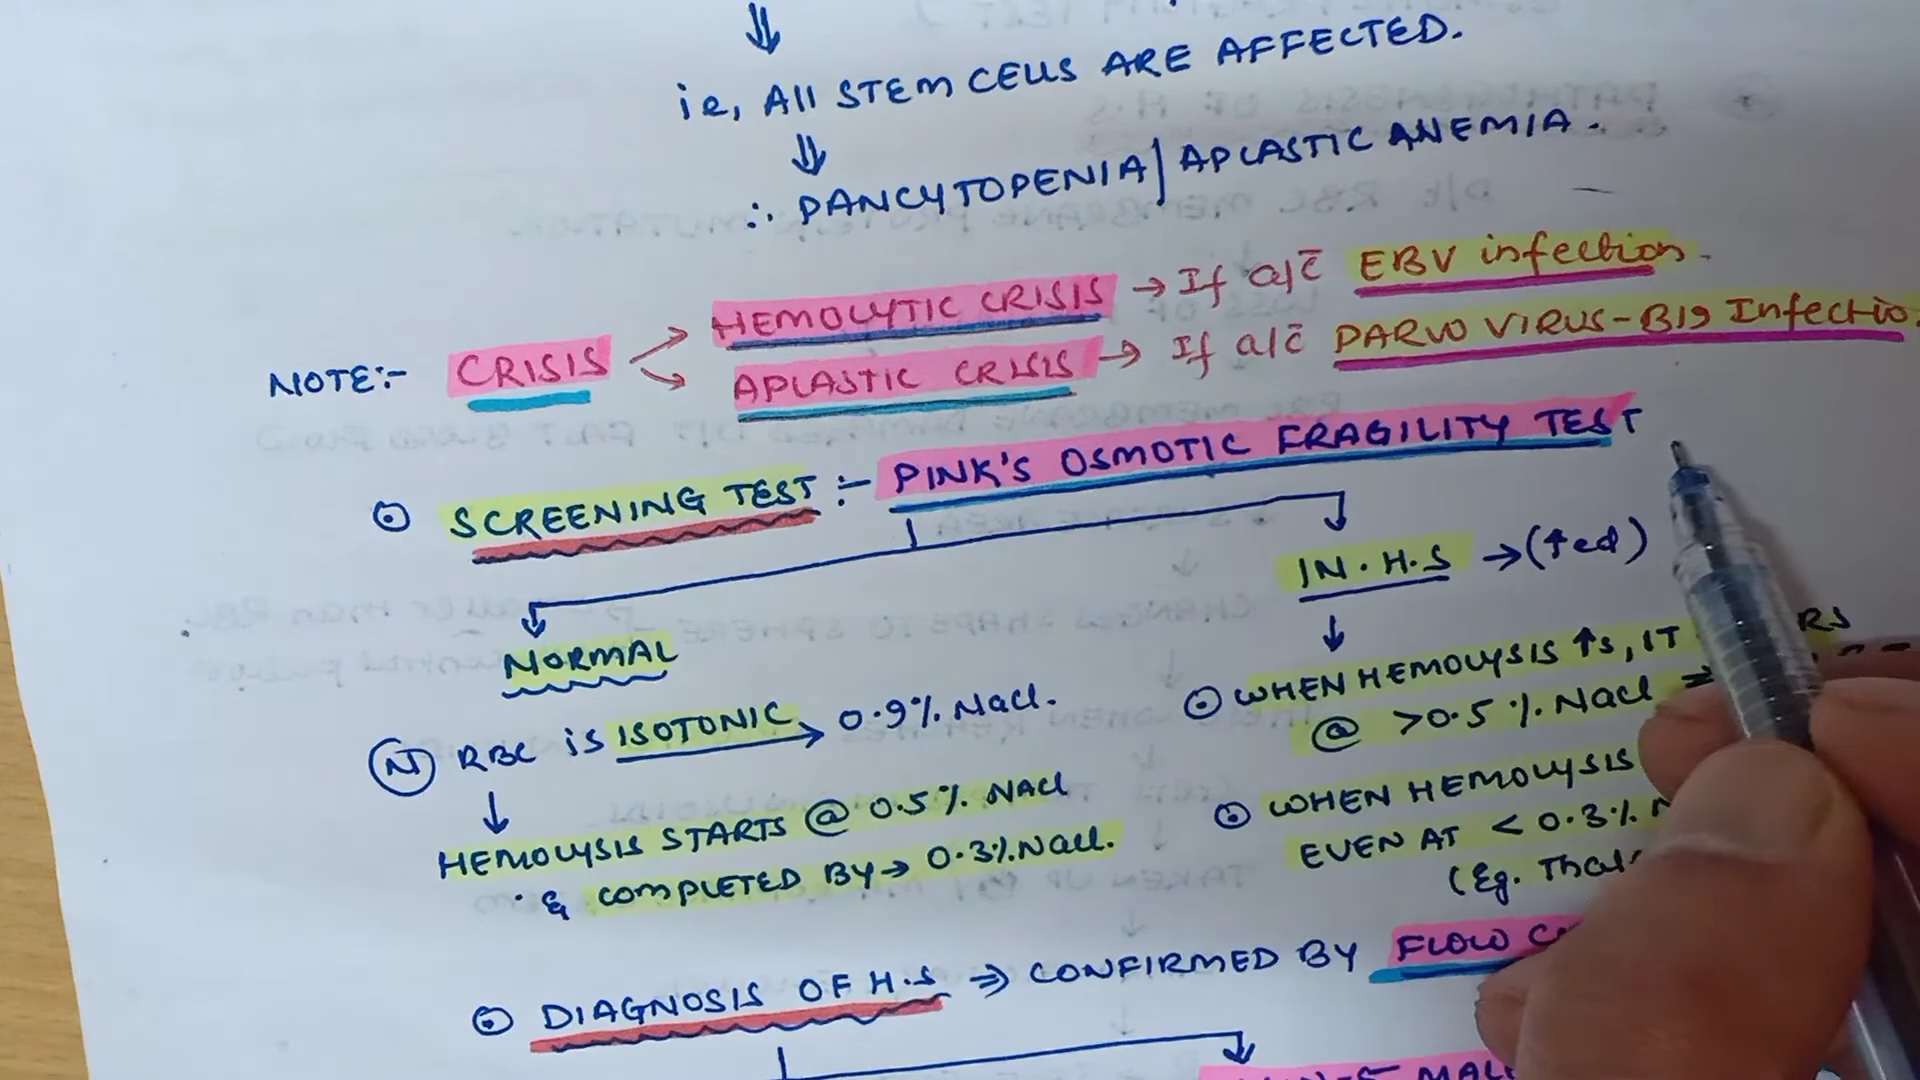 ⇓
ie, All STEM CELLS ARE AFFECTED.
⇓
∴ PANCYTOPENIA/APLASTIC ANEMIA.
NOTE:- CRISIS
HEMOLYTIC CRISIS → If a/c̄ EBV infection.
APLASTIC CRISIS → If a/c̄ PARVO VIRUS-B19 Infectio
⊙ SCREENING TEST :- PINK'S OSMOTIC FRAGILITY TEST
NORMAL
Ⓝ RBC is ISOTONIC → 0.9% NaCl.
↓
HEMOLYSIS STARTS @ 0.5% NACl
& COMPLETED BY → 0.3% NaCl.
IN. H.S → (↑ed)
↓
⊙ WHEN HEMOLYSIS ↑s, IT RS
@ >0.5 %. NaCl ⇒
⊙ WHEN HEMOLYSIS
EVEN AT < 0.3%. N
(Eg. Thal
⊙ DIAGNOSIS OF H.S ⇒ CONFIRMED BY FLOW C